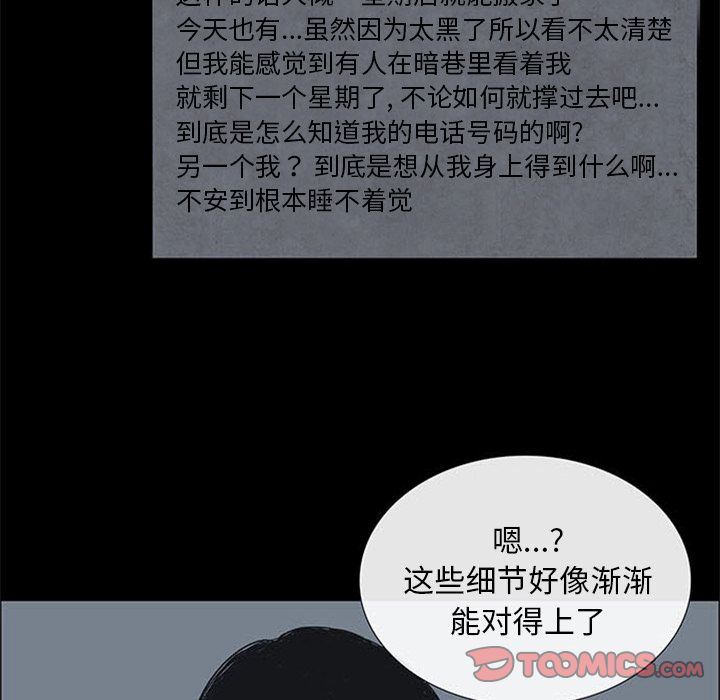 今天也有...虽然因为太黑了所以看不太清楚
但我能感觉到有人在暗巷里看着我
就剩下一个星期了, 不论如何就撑过去吧...
到底是怎么知道我的电话号码的啊?
另一个我？ 到底是想从我身上得到什么啊...
不安到根本睡不着觉
嗯...?
这些细节好像渐渐
能对得上了
TOOMICS.COM